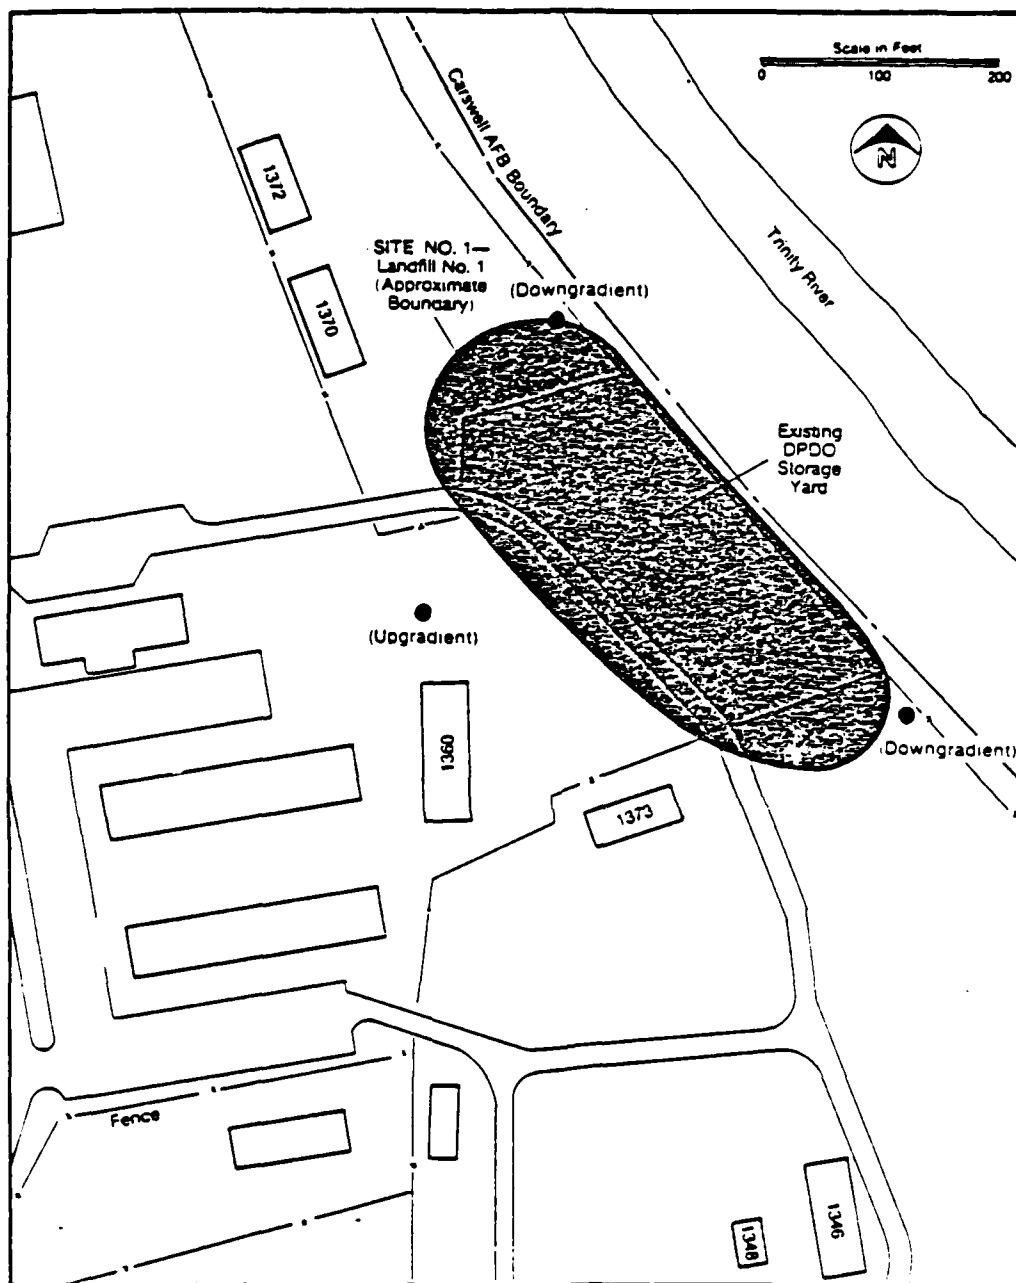 Scale in Feet
0 100 200
N
Carswell AFB Boundary
Trinity River
1372
1370
SITE NO. 1—
Landfill No. 1
(Approximate
Boundary)
(Downgradient)
Existing
DPDO
Storage
Yard
(Upgradient)
(Downgradient)
1360
1373
Fence
1346
1348